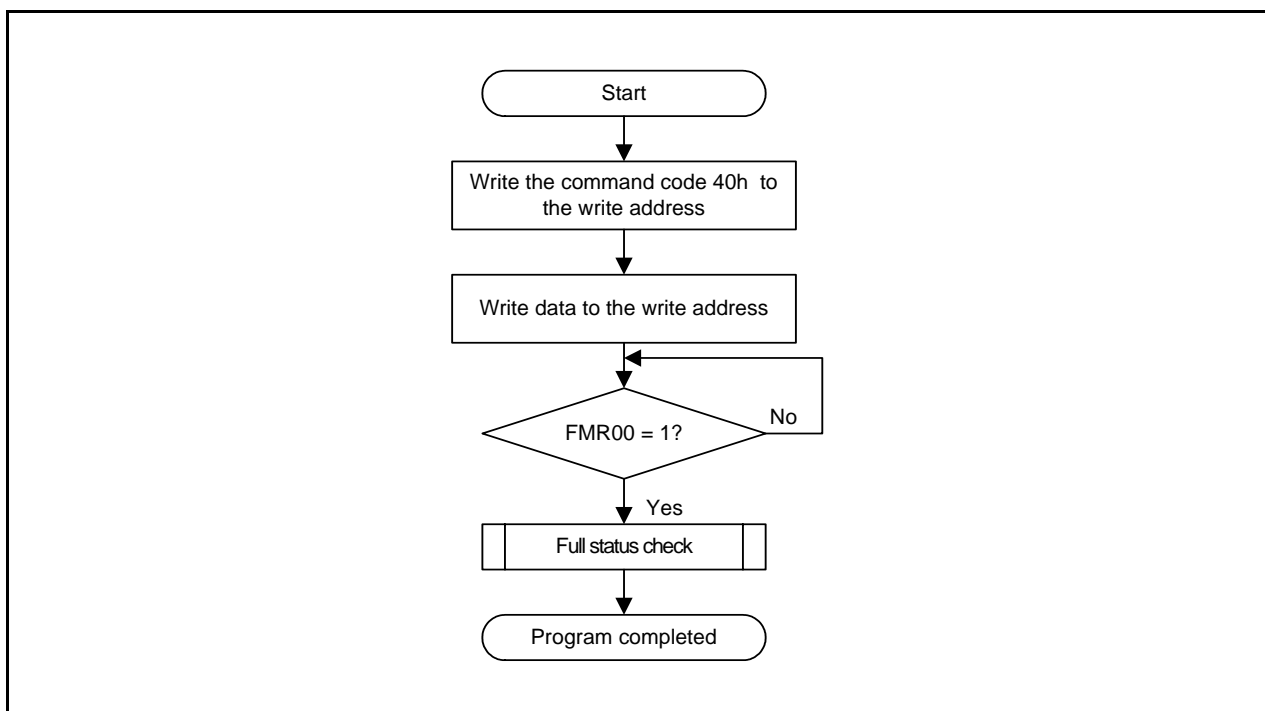 Start
Write the command code 40h to
the write address
Write data to the write address
FMR00 = 1?
No
Yes
Full status check
Program completed